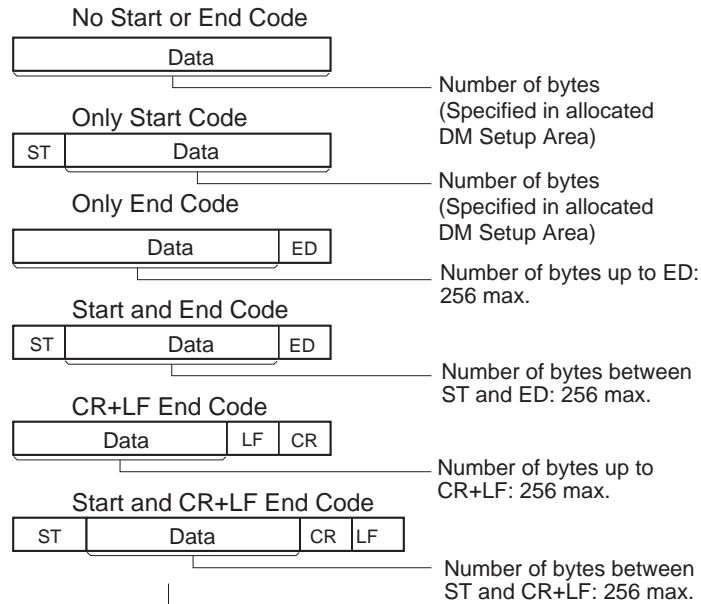 No Start or End Code
Data
Number of bytes
(Specified in allocated
DM Setup Area)
Only Start Code
ST Data
Number of bytes
(Specified in allocated
DM Setup Area)
Only End Code
Data ED
Number of bytes up to ED:
256 max.
Start and End Code
ST Data ED
Number of bytes between
ST and ED: 256 max.
CR+LF End Code
Data LF CR
Number of bytes up to
CR+LF: 256 max.
Start and CR+LF End Code
ST Data CR LF
Number of bytes between
ST and CR+LF: 256 max.